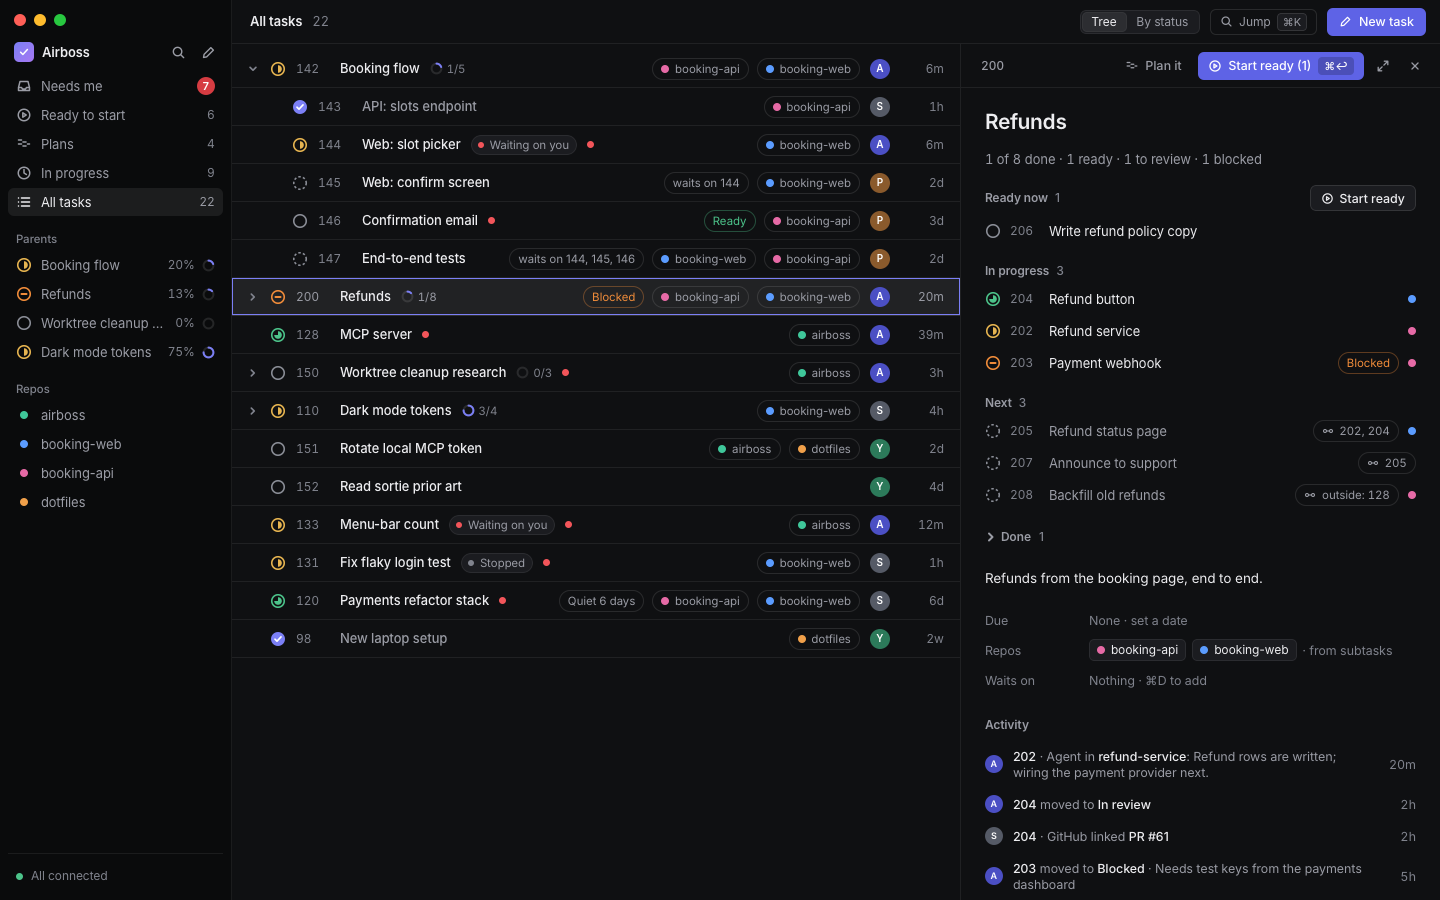 All tasks 22
Tree
By status
Jump ⌘K
New task
Airboss
Needs me 7
Ready to start 6
Plans 4
In progress 9
All tasks 22
Parents
Booking flow 20%
Refunds 13%
Worktree cleanup ... 0%
Dark mode tokens 75%
Repos
airboss
booking-web
booking-api
dotfiles
All connected
142 Booking flow 1/5 booking-api booking-web A 6m
143 API: slots endpoint booking-api S 1h
144 Web: slot picker Waiting on you booking-web A 6m
145 Web: confirm screen waits on 144 booking-web P 2d
146 Confirmation email Ready booking-api P 3d
147 End-to-end tests waits on 144, 145, 146 booking-web booking-api P 2d
200 Refunds 1/8 Blocked booking-api booking-web A 20m
128 MCP server airboss A 39m
150 Worktree cleanup research 0/3 airboss A 3h
110 Dark mode tokens 3/4 booking-web S 4h
151 Rotate local MCP token airboss dotfiles Y 2d
152 Read sortie prior art Y 4d
133 Menu-bar count Waiting on you airboss A 12m
131 Fix flaky login test Stopped booking-web S 1h
120 Payments refactor stack Quiet 6 days booking-api booking-web S 6d
98 New laptop setup dotfiles Y 2w
200 Plan it Start ready (1) ⌘↩
Refunds
1 of 8 done · 1 ready · 1 to review · 1 blocked
Ready now 1 Start ready
206 Write refund policy copy
In progress 3
204 Refund button
202 Refund service
203 Payment webhook Blocked
Next 3
205 Refund status page 202, 204
207 Announce to support 205
208 Backfill old refunds outside: 128
Done 1
Refunds from the booking page, end to end.
Due None · set a date
Repos booking-api booking-web · from subtasks
Waits on Nothing · ⌘D to add
Activity
A 202 · Agent in refund-service: Refund rows are written; 20m
wiring the payment provider next.
A 204 moved to In review 2h
S 204 · GitHub linked PR #61 2h
A 203 moved to Blocked · Needs test keys from the payments 5h
dashboard